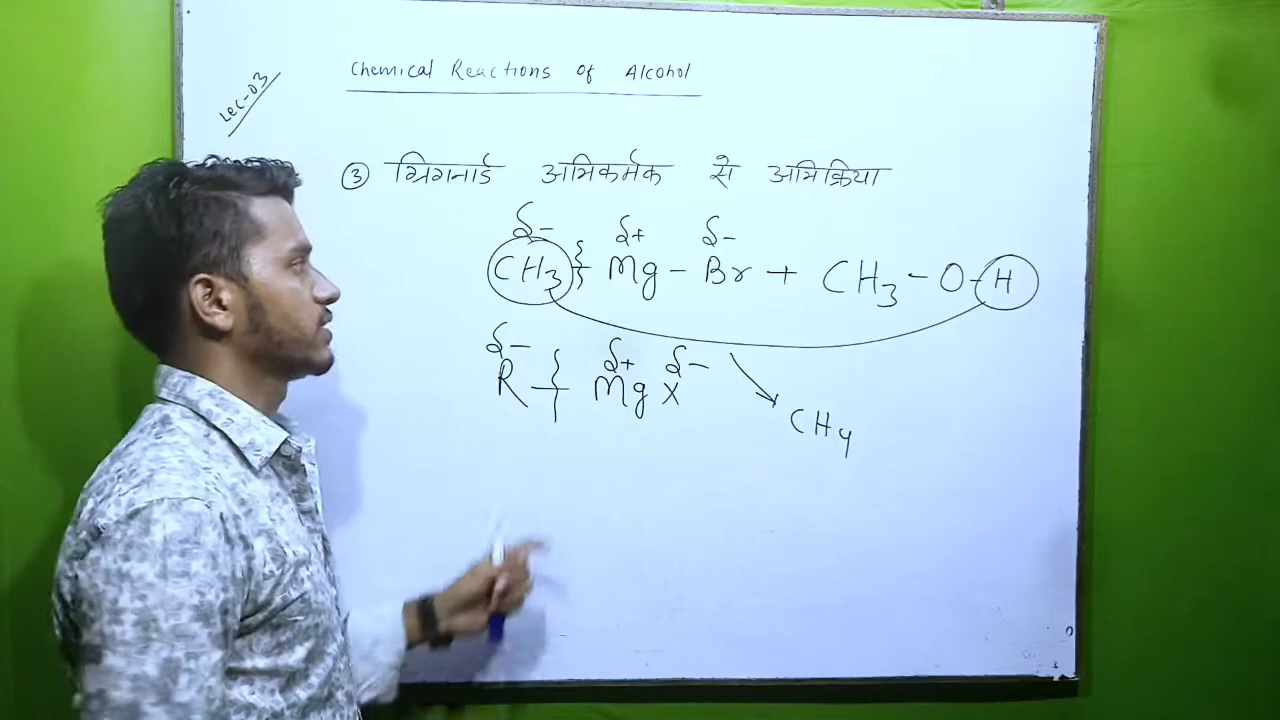 Chemical Reactions of Alcohol
Lec-03
③ ग्रिगनार्ड अभिकर्मक से अभिक्रिया
δ- δ+ δ-
CH3 Mg - Br + CH3 - O - H
δ- δ+ δ-
R - Mg X
CH4